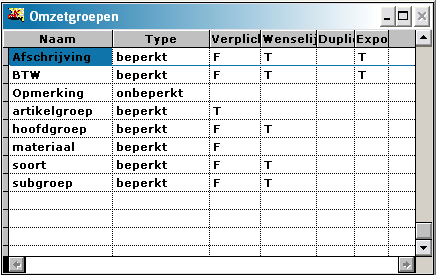 Omzetgroepen
Naam Type Verplicl Wenselij Dupli Expo
Afschrijving beperkt F T T
BTW beperkt F T T
Opmerking onbeperkt
artikelgroep beperkt T
hoofdgroep beperkt F T
materiaal beperkt F
soort beperkt F T
subgroep beperkt F T